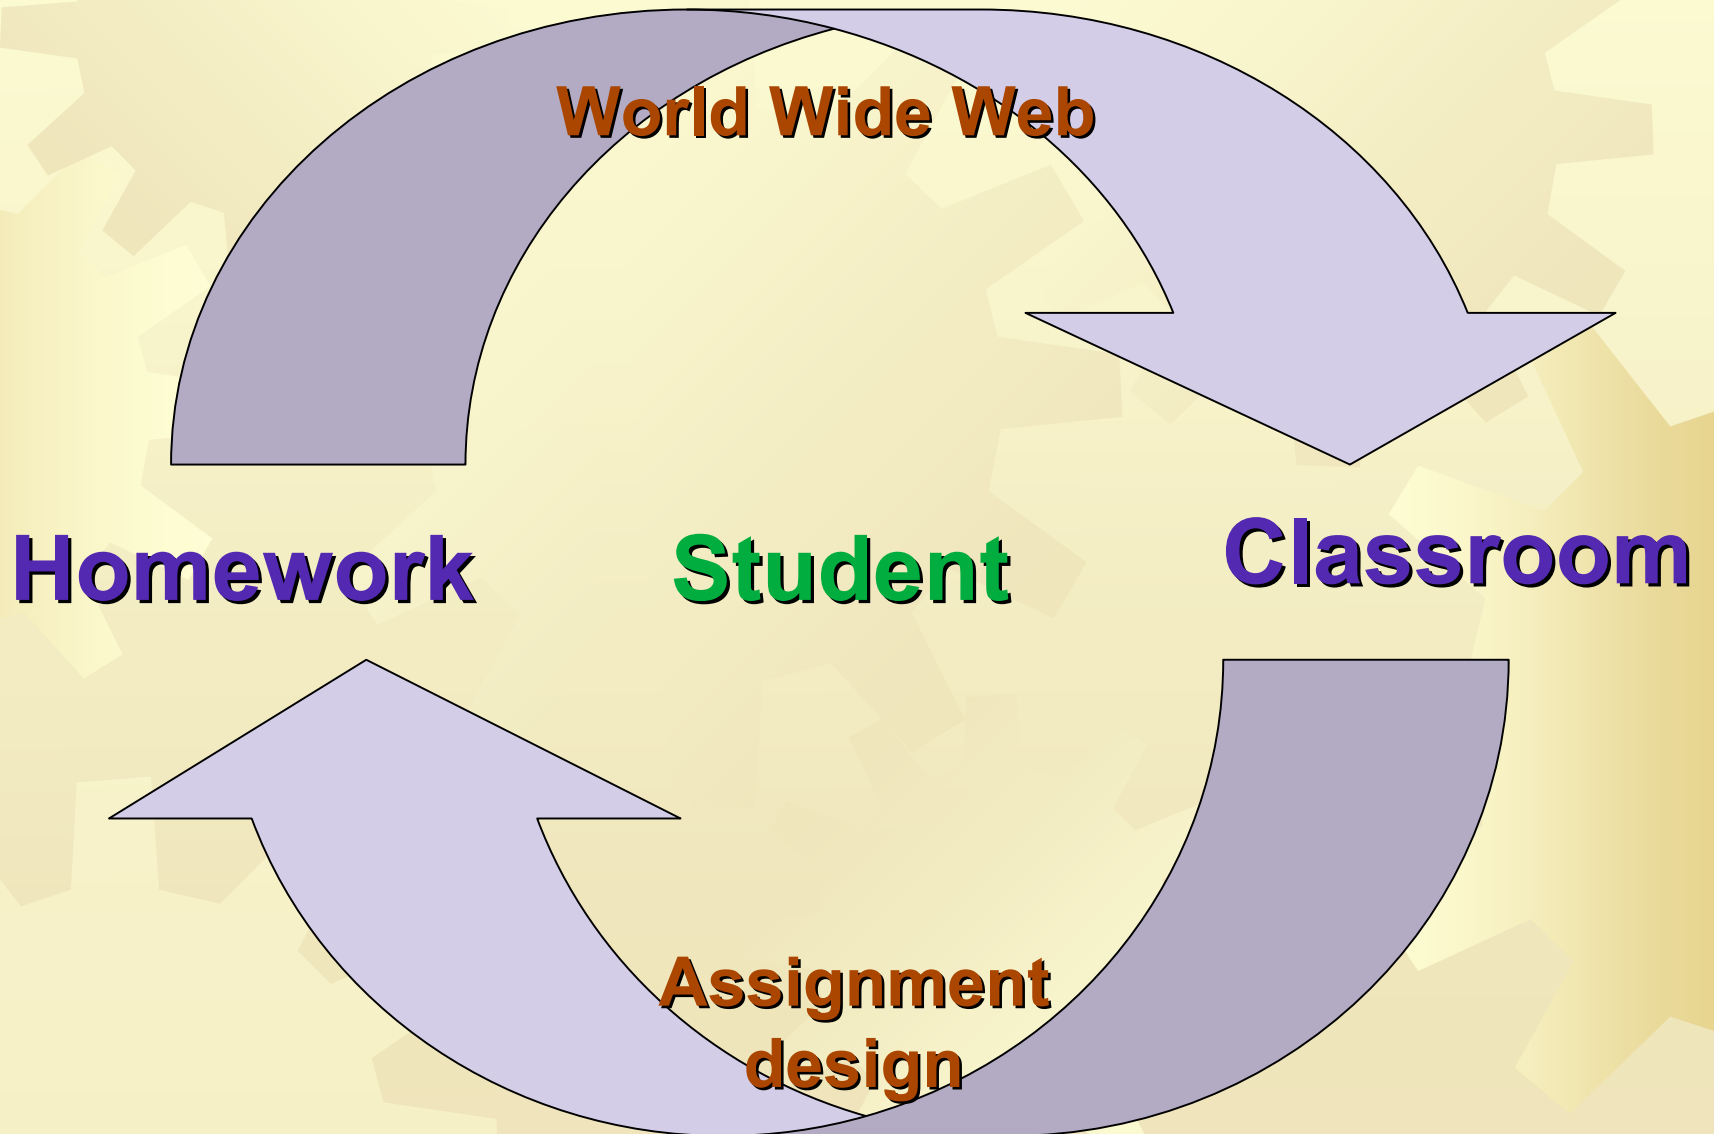 World Wide Web
Homework
Student
Classroom
Assignment
design